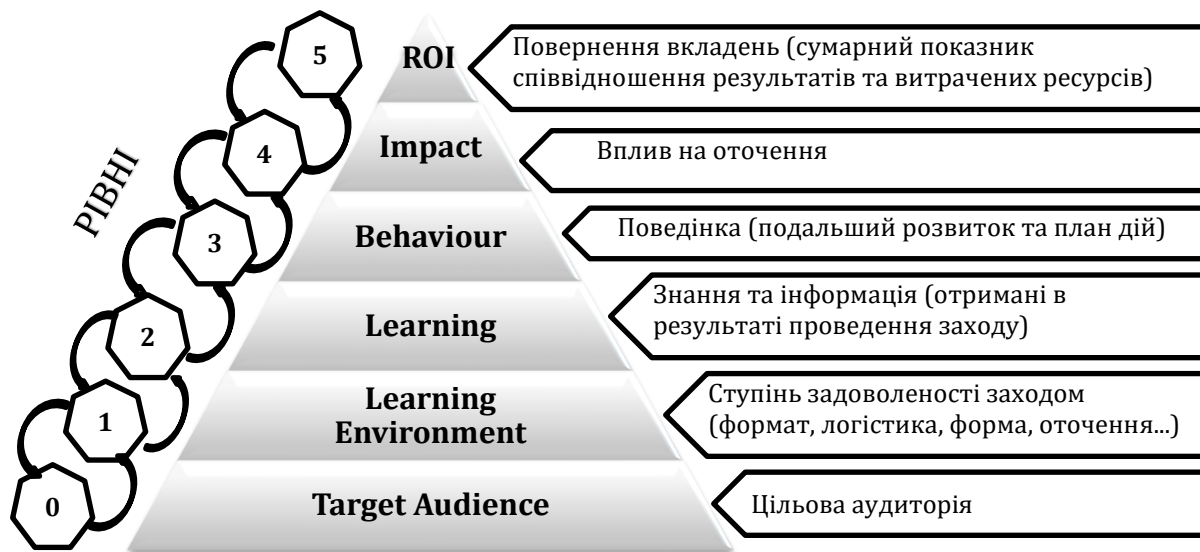 РІВНІ
5
ROI
Повернення вкладень (сумарний показник
співвідношення результатів та витрачених ресурсів)
4
Impact
Вплив на оточення
3
Behaviour
Поведінка (подальший розвиток та план дій)
2
Learning
Знання та інформація (отримані в
результаті проведення заходу)
1
Learning
Environment
Ступінь задоволеності заходом
(формат, логістика, форма, оточення...)
0
Target Audience
Цільова аудиторія